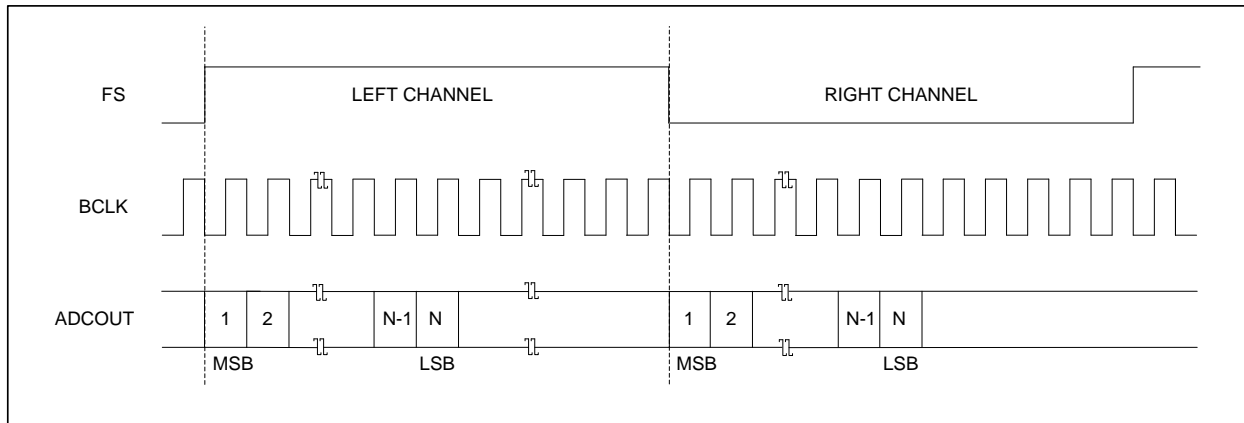 FS
LEFT CHANNEL
RIGHT CHANNEL
BCLK
ADCOUT
1 2 N-1 N 1 2 N-1 N
MSB LSB MSB LSB